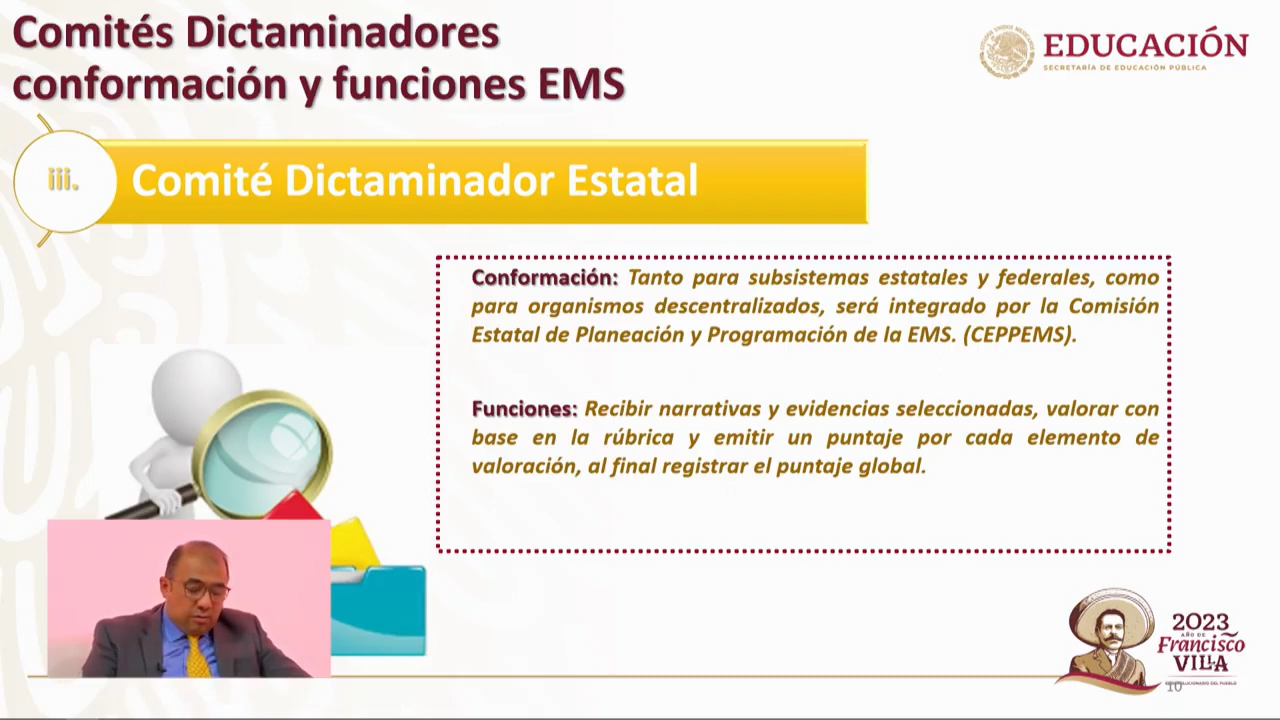 Comités Dictaminadores
conformación y funciones EMS
EDUCACIÓN
SECRETARÍA DE EDUCACIÓN PÚBLICA
iii.
Comité Dictaminador Estatal
Conformación: Tanto para subsistemas estatales y federales, como
para organismos descentralizados, será integrado por la Comisión
Estatal de Planeación y Programación de la EMS. (CEPPEMS).
Funciones: Recibir narrativas y evidencias seleccionadas, valorar con
base en la rúbrica y emitir un puntaje por cada elemento de
valoración, al final registrar el puntaje global.
2023
AÑO DE
Francisco
VILLA
10